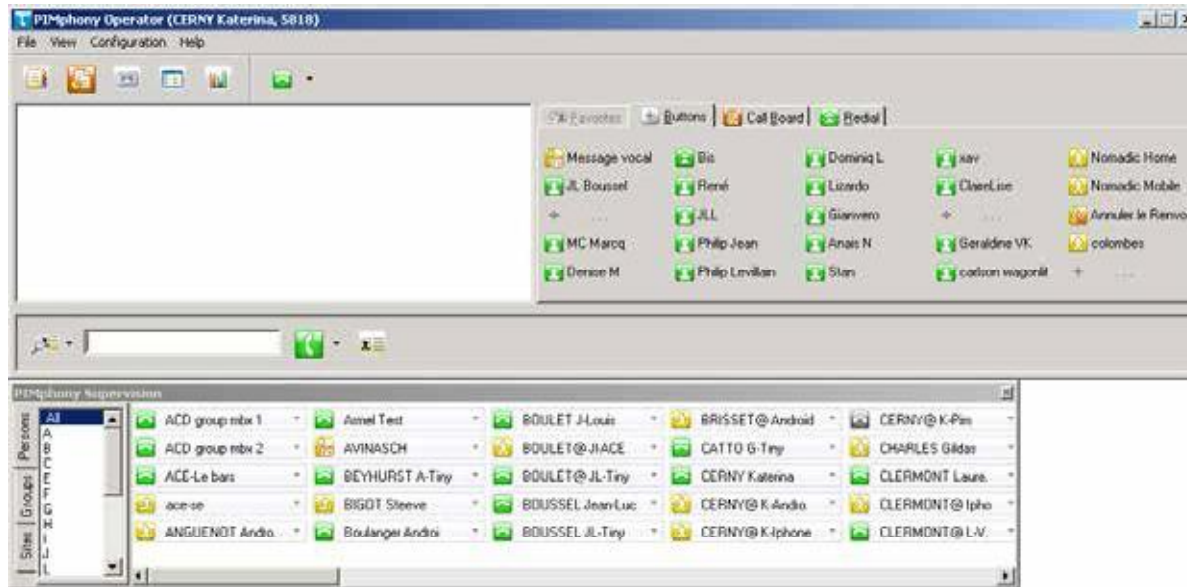 PIMphony Operator (CERNY Katerina, 5818)
File View Configuration Help
Favorites Buttons Call Board Redial
Message vocal Bis Dominiq L xav Nomadic Home
JL Boussel René Lizardo ClaireLise Nomadic Mobile
... JLL Gianvero ... Annuler le Renvo
MC Marcq Philip Jean Anais N Geraldine VK colombes
Denise M Philip Levillain Stan carlson wagonlit ...
PIMphony Supervision
Persons
Groups
Sites
All
A
B
C
E
F
G
H
I
J
L
ACD group mbx 1 Armel Test BOULET J-Louis BRISSET@ Android CERNY@ K-Pim
ACD group mbx 2 AVINASCH BOULET@ JIACE CATTO G-Tiny CHARLES Gildas
ACE-Le bars BEYHURST A-Tiny BOULET@ JL-Tiny CERNY Katerina CLERMONT Laure.
ace-se BIGOT Steeve BOUSSEL Jean-Luc CERNY@ K-Andio CLERMONT@ Ipho
ANGUENOT Andro... Boulanger Androi BOUSSEL JL-Tiny CERNY@ K-Iphone CLERMONT@ L-V.